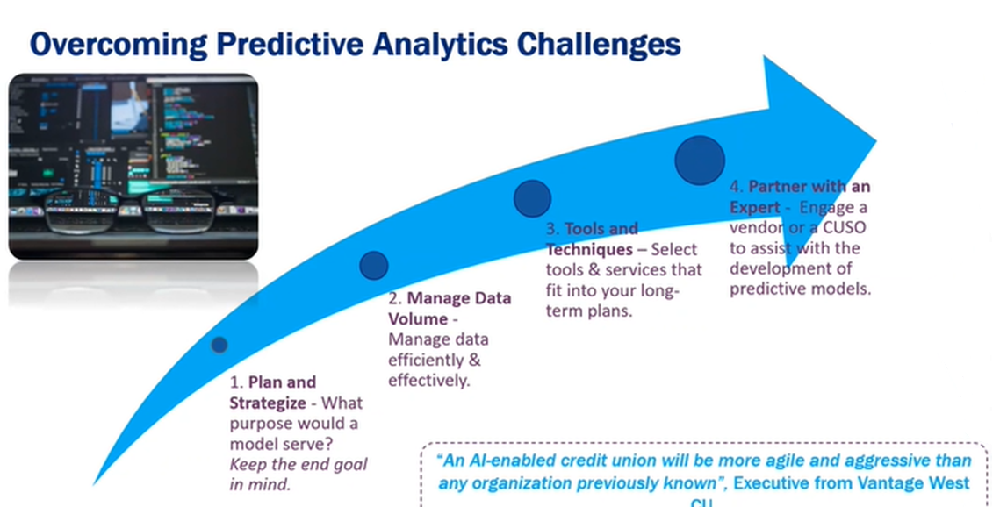 Overcoming Predictive Analytics Challenges
1. Plan and
Strategize - What
purpose would a
model serve?
Keep the end goal
in mind.
2. Manage Data
Volume -
Manage data
efficiently &
effectively.
3. Tools and
Techniques – Select
tools & services that
fit into your long-
term plans.
4. Partner with an
Expert - Engage a
vendor or a CUSO
to assist with the
development of
predictive models.
“An AI-enabled credit union will be more agile and aggressive than
any organization previously known”, Executive from Vantage West
CU